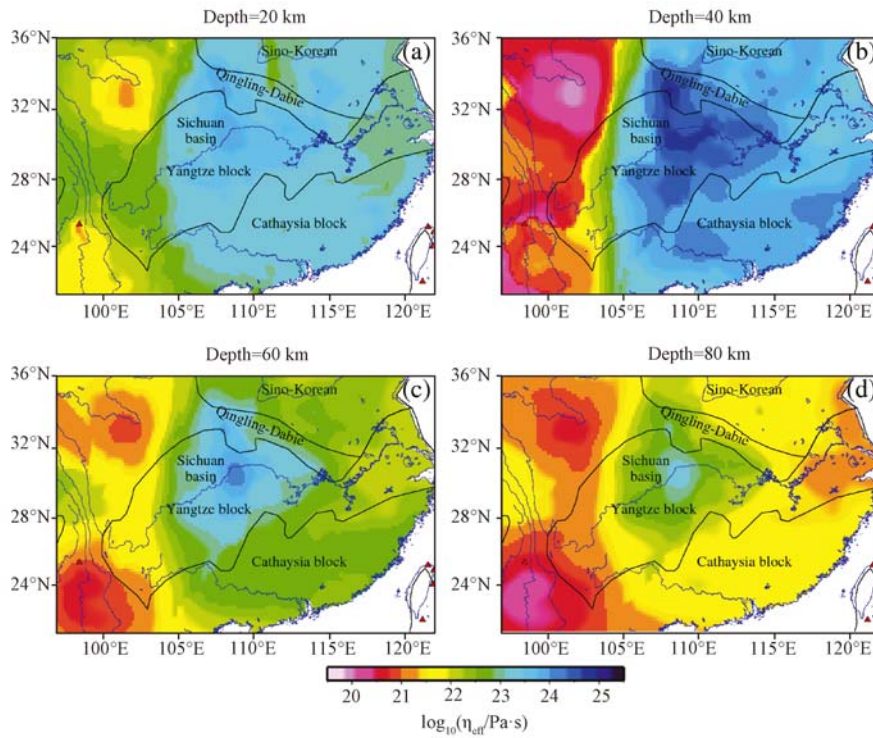 Depth=20 km
Depth=40 km
36°N
32°N
28°N
24°N
(a)
Sino-Korean
Qingling-Dabie
Sichuan
basin
Yangtze block
Cathaysia block
(b)
Sino-Korean
Qingling-Dabie
Sichuan
basin
Yangtze block
Cathaysia block
36°N
32°N
28°N
24°N
100°E 105°E 110°E 115°E 120°E
100°E 105°E 110°E 115°E 120°E
Depth=60 km
Depth=80 km
36°N
32°N
28°N
24°N
(c)
Sino-Korean
Qingling-Dabie
Sichuan
basin
Yangtze block
Cathaysia block
36°N
32°N
28°N
24°N
(d)
Sino-Korean
Qingling-Dabie
Sichuan
basin
Yangtze block
Cathaysia block
100°E 105°E 110°E 115°E 120°E
100°E 105°E 110°E 115°E 120°E
20 21 22 23 24 25
log₁₀(η_eff/Pa·s)